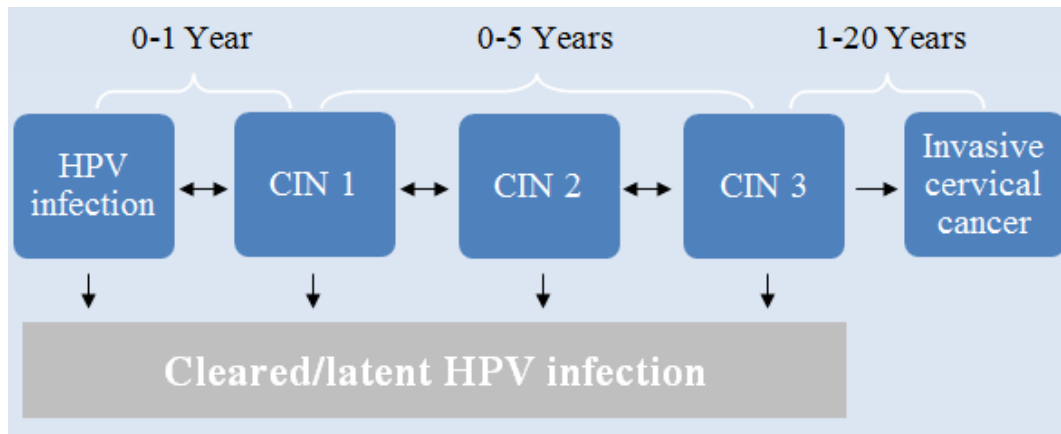 0-1 Year
0-5 Years
1-20 Years
HPV
infection
CIN 1
CIN 2
CIN 3
Invasive
cervical
cancer
Cleared/latent HPV infection